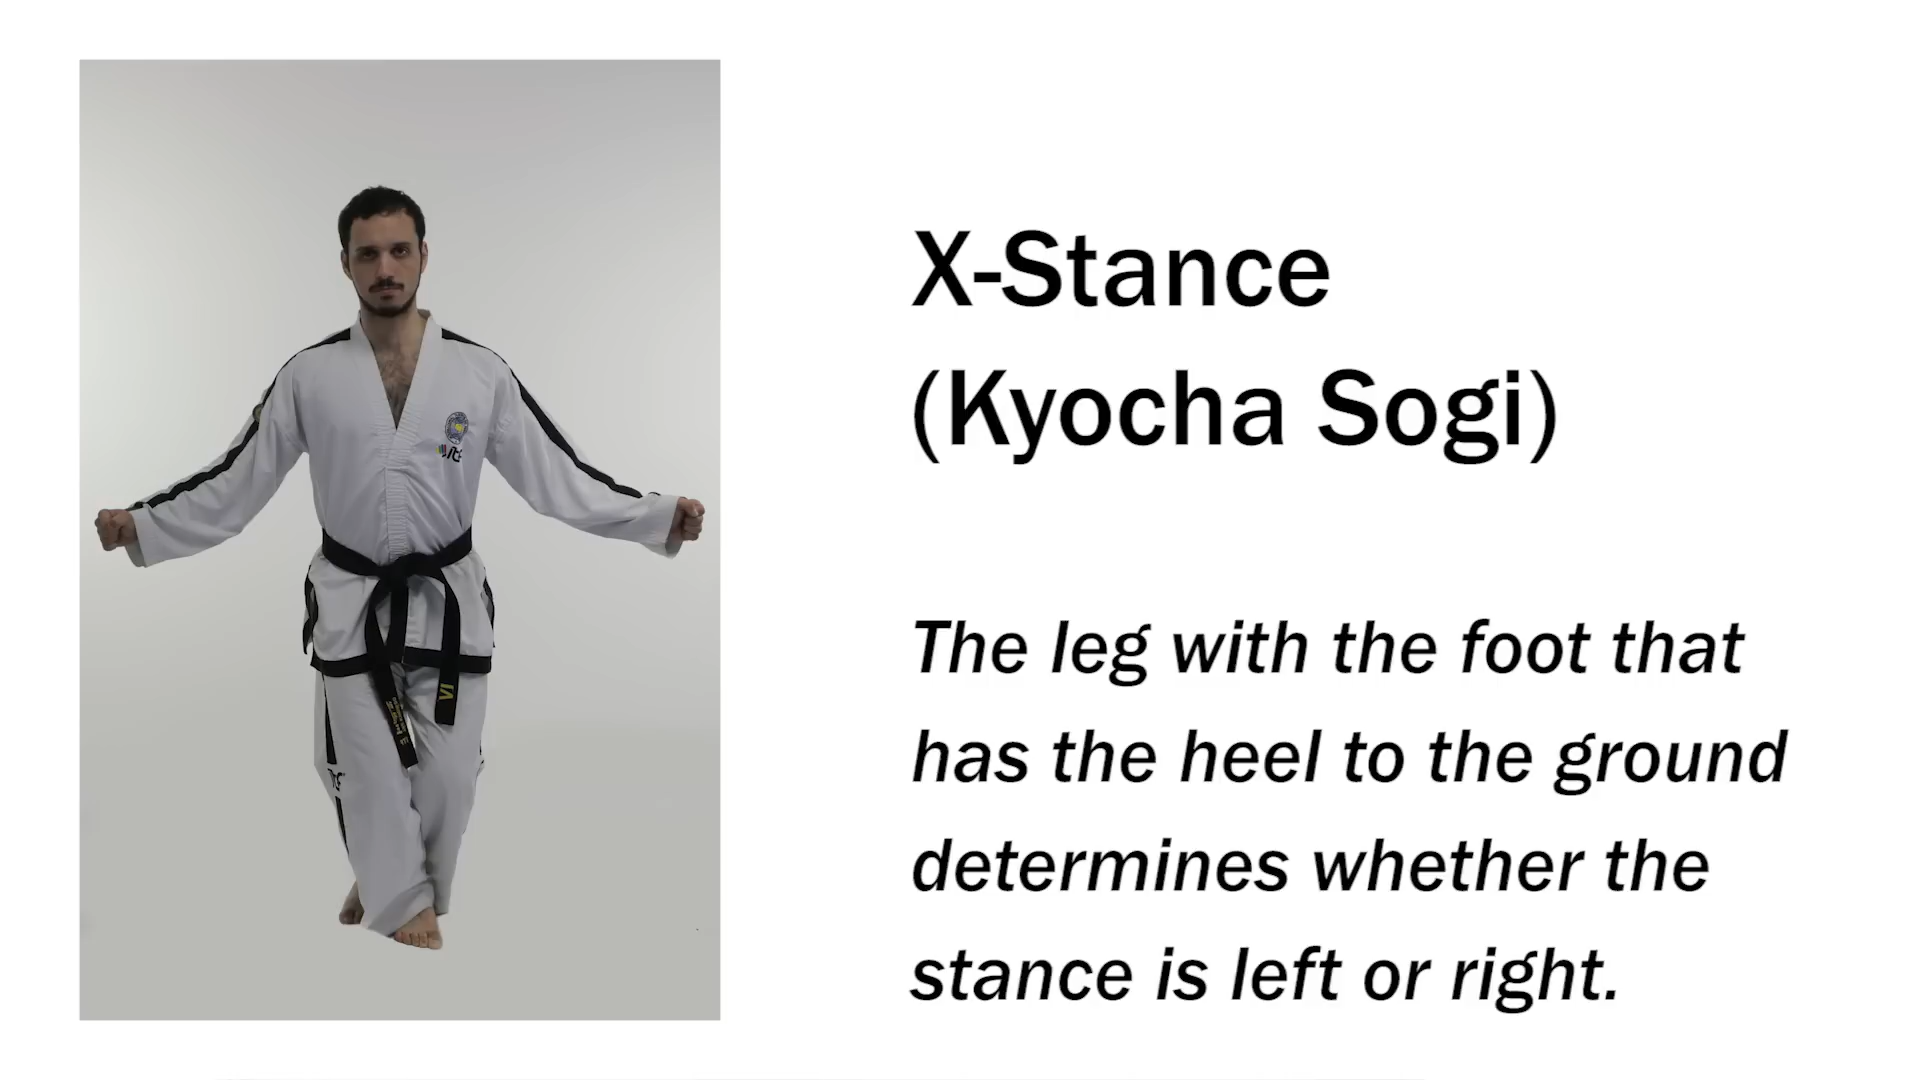 X-Stance
(Kyocha Sogi)
The leg with the foot that
has the heel to the ground
determines whether the
stance is left or right.
VI